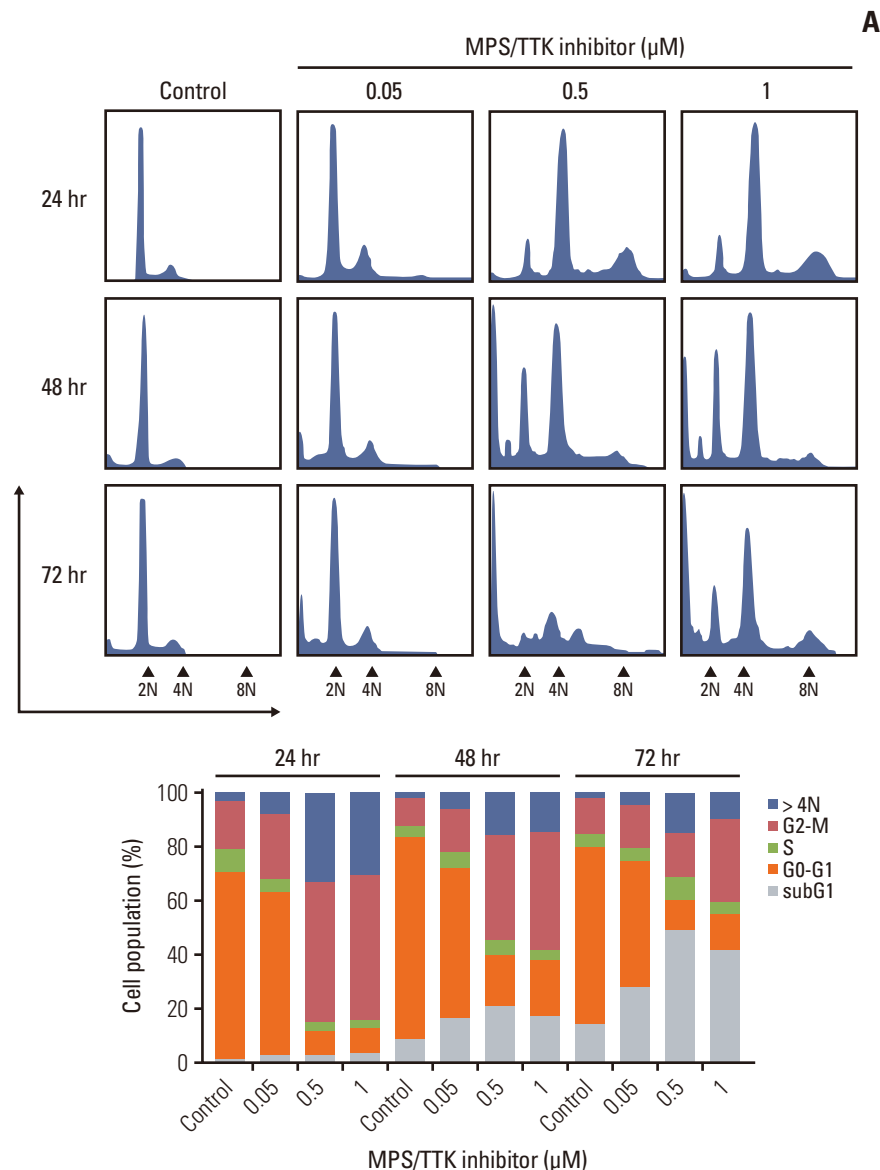 A
MPS/TTK inhibitor (μM)
Control 0.05 0.5 1
24 hr
48 hr
72 hr
2N 4N 8N 2N 4N 8N 2N 4N 8N 2N 4N 8N
24 hr 48 hr 72 hr
100
80
60
40
20
0
Cell population (%)
> 4N
G2-M
S
G0-G1
subG1
Control 0.05 0.5 1 Control 0.05 0.5 1 Control 0.05 0.5 1
MPS/TTK inhibitor (μM)